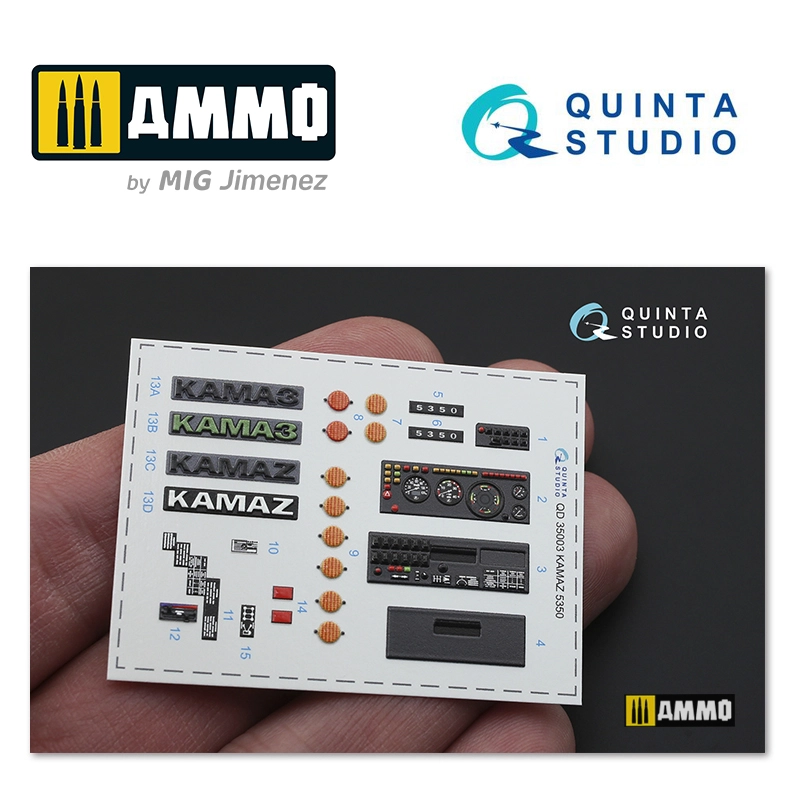 AMMO
by MIG Jimenez
QUINTA
STUDIO
QUINTA
STUDIO
13A
КАМАЗ
13B
КАМАЗ
13C
KAMAZ
13D
KAMAZ
8
7
5
5350
6
5350
1
QUINTA
STUDIO
QD 35003 KAMAZ 5350
2
3
4
9
10
11
12
14
15
AMMO